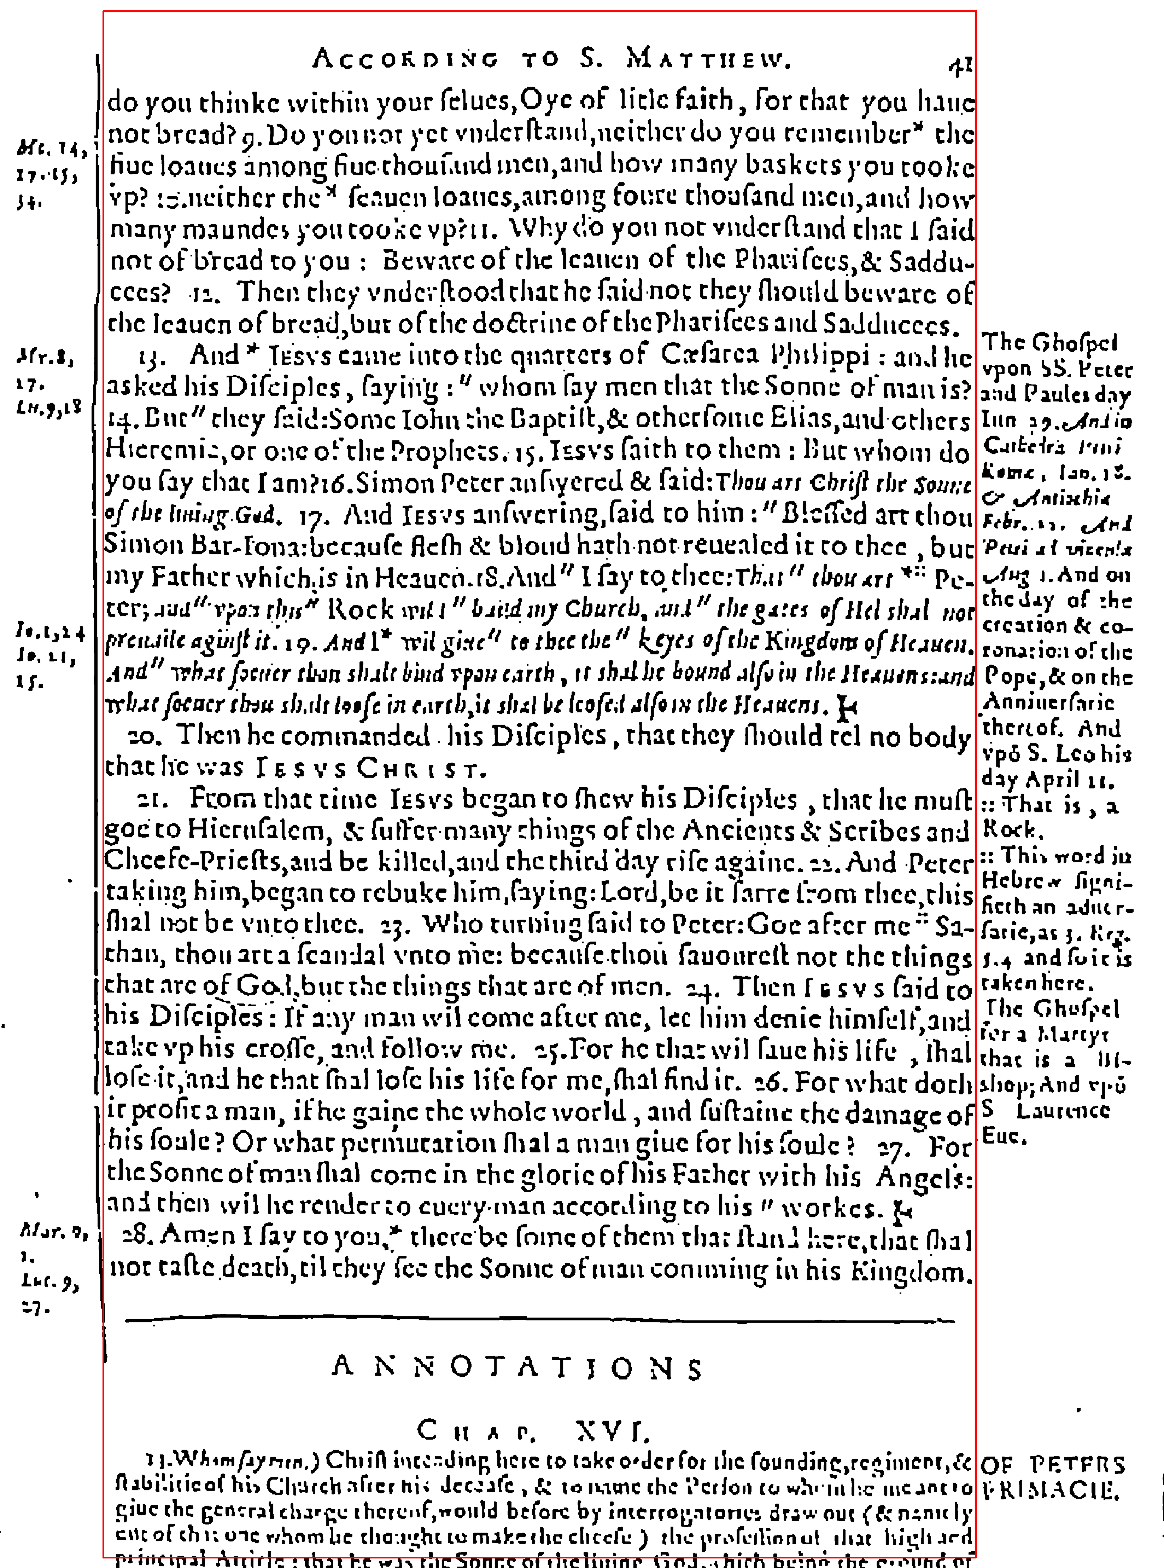 ACCORDING TO S. MATTHEW. 41
do you thinke within your ſelues, O ye of litle faith, for that you haue
not bread? 9. Do you not yet vnderſtand, neither do you remember* the
fiue loaues among fiue thouſand men, and how many baskets you tooke
vp? 10. neither the* ſeauen loaues, among foure thouſand men, and how
many maundes you tooke vp? 11. Why do you not vnderſtand that I ſaid
not of bread to you : Beware of the leauen of the Phariſees, & Saddu-
cees? 12. Then they vnderſtood that he ſaid not they ſhould beware of
the leauen of bread, but of the doctrine of the Phariſees and Sadducees.
13. And * IESVS came into the quarters of Cæſarea Philippi : and he
asked his Diſciples, ſaying : " whom ſay men that the Sonne of man is?
14. But " they ſaid: Some Iohn the Baptiſt, & otherſome Elias, and others
Hieremie, or one of the Prophets. 15. IESVS ſaith to them : But whom do
you ſay that I am? 16. Simon Peter anſwered & ſaid: Thou art Chriſt the Sonne
of the liuing God. 17. And IESVS anſwering, ſaid to him : " Bleſſed art thou
Simon Bar-Iona: becauſe fleſh & bloud hath not reuealed it to thee, but
my Father which is in Heauen. 18. And " I ſay to thee: That " thou art *:: Pe-
ter; and " vpon this " Rock wil I " build my Church, and " the gates of Hel ſhal not
preuaile againſt it. 19. And I * wil giue " to thee the " keyes of the Kingdom of Heauen.
And " what ſoeuer thou ſhalt bind vpon earth, it ſhal be bound alſo in the Heauens: and
what ſoeuer thou ſhalt looſe in earth, it ſhal be looſed alſo in the Heauens.
20. Then he commanded his Diſciples, that they ſhould tel no body
that he was IESVS CHRIST.
21. From that time IESVS began to ſhew his Diſciples, that he muſt
goe to Hieruſalem, & ſuffer many things of the Ancients & Scribes and
Cheefe-Prieſts, and be killed, and the third day riſe againe. 22. And Peter
taking him, began to rebuke him, ſaying: Lord, be it farre from thee, this
ſhal not be vnto thee. 23. Who turning ſaid to Peter: Goe after me :: Sa-
than, thou art a ſcandal vnto me: becauſe thou ſauoureſt not the things
that are of God, but the things that are of men. 24. Then IESVS ſaid to
his Diſciples : If any man wil come after me, let him denie himſelf, and
take vp his croſſe, and follow me. 25. For he that wil ſaue his life, ſhal
loſe it, and he that ſhal loſe his life for me, ſhal find it. 26. For what doth
it profit a man, if he gaine the whole world, and ſuſtaine the damage of
his ſoule? Or what permutation ſhal a man giue for his ſoule? 27. For
the Sonne of man ſhal come in the glorie of his Father with his Angels:
and then wil he render to euery man according to his " workes.
28. Amen I ſay to you, * there be ſome of them that ſtand here, that ſhal
not taſte death, til they ſee the Sonne of man comming in his Kingdom.
ANNOTATIONS
CHAP. XVI.
13. Whom ſay men.) Chriſt intending here to take order for the founding, regiment, &
ſtabilitie of his Church after his deceaſe, & to name the Perſon to whom he meant to
giue the general charge thereof, would before by interrogatories draw out (& namely
out of this one whom he thought to make the cheefe) the profeſſion of that high and
principal Article : that he was the Sonne of the liuing God, which being the ground of
Mt. 14,
17. 15,
34.
Mr. 8,
27.
Lu. 9, 18
Io. 1, 24
Io. 21,
15.
Mar. 9,
1.
Luc. 9,
27.
The Ghoſpel
vpon SS. Peter
and Paules day
Iun 29. And in
Cathedra Petri
Romæ, Ian. 18.
& Antiochiæ
Febr. 22. And
Petri ad vincula
Aug 1. And on
the day of the
creation & co-
ronation of the
Pope, & on the
Anniuerſarie
thereof. And
vpō S. Leo his
day April 11.
:: That is, a
Rock.
:: This word in
Hebrew ſigni-
fieth an aduer-
ſarie, as 3. Reg.
5. 4 and ſo it is
taken here.
The Ghoſpel
for a Martyr
that is a Bi-
ſhop; And vpō
S Laurence
Eue.
OF PETERS
PRIMACIE.